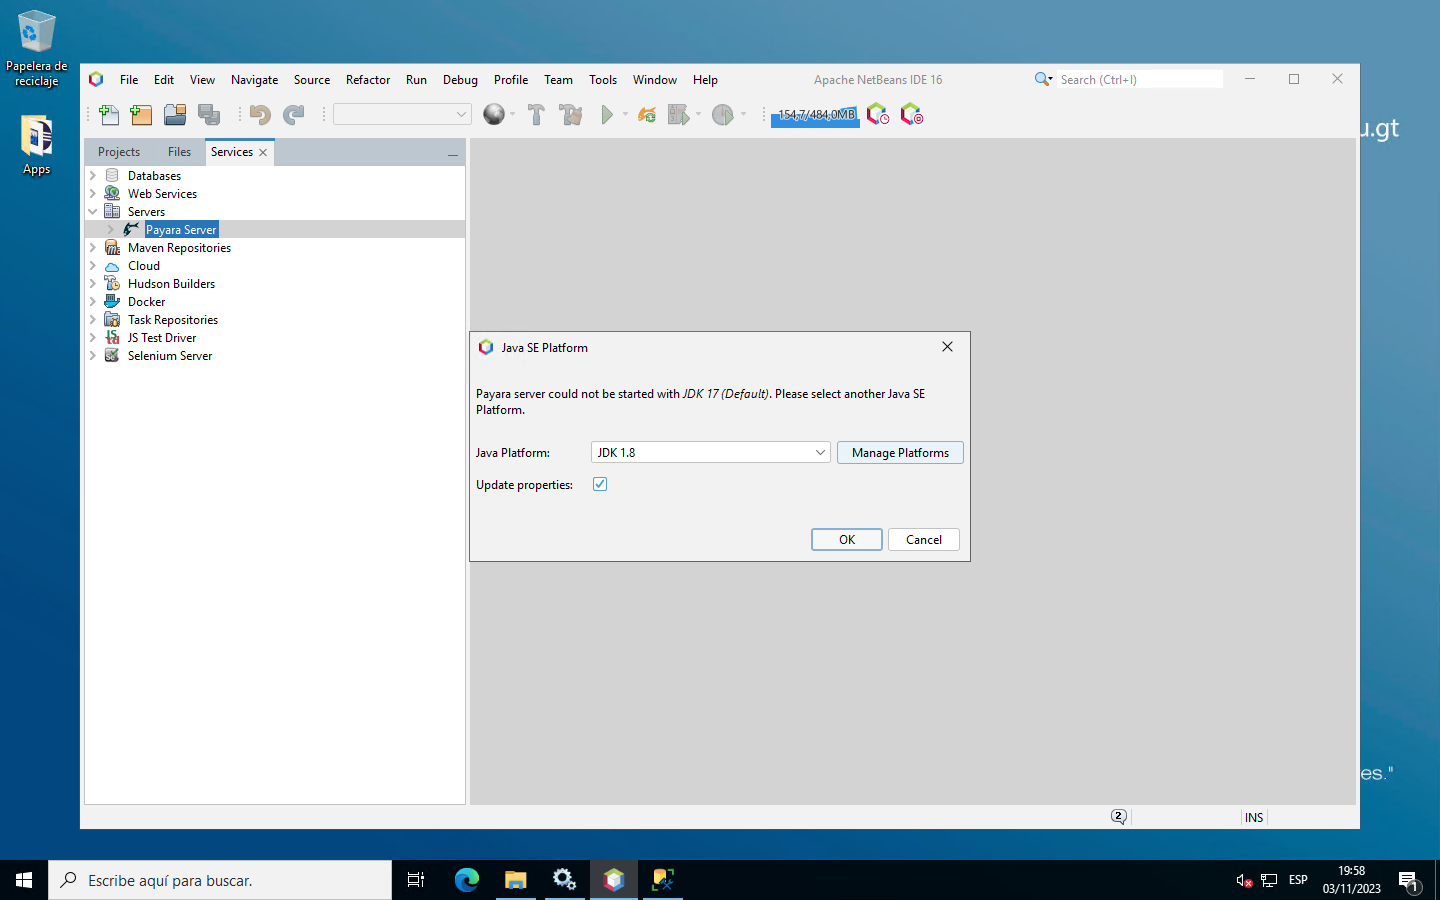 Papelera de
reciclaje
Apps
u.gt
es."
File Edit View Navigate Source Refactor Run Debug Profile Team Tools Window Help
Apache NetBeans IDE 16
Search (Ctrl+I)
154,7/484,0MB
Projects Files Services
Databases
Web Services
Servers
Payara Server
Maven Repositories
Cloud
Hudson Builders
Docker
Task Repositories
JS Test Driver
Selenium Server
Java SE Platform
Payara server could not be started with JDK 17 (Default). Please select another Java SE
Platform.
Java Platform: JDK 1.8 Manage Platforms
Update properties:
OK Cancel
2 INS
Escribe aquí para buscar.
ESP
19:58
03/11/2023
1